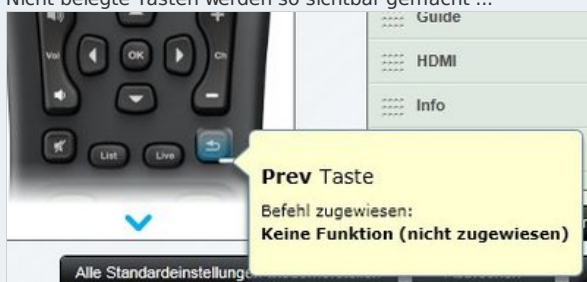 Nicht belegte Tasten werden so sichtbar gemacht ...
Guide
HDMI
Info
Vol
OK
Ch
List
Live
Prev Taste
Befehl zugewiesen:
Keine Funktion (nicht zugewiesen)
Alle Standardeinstellungen